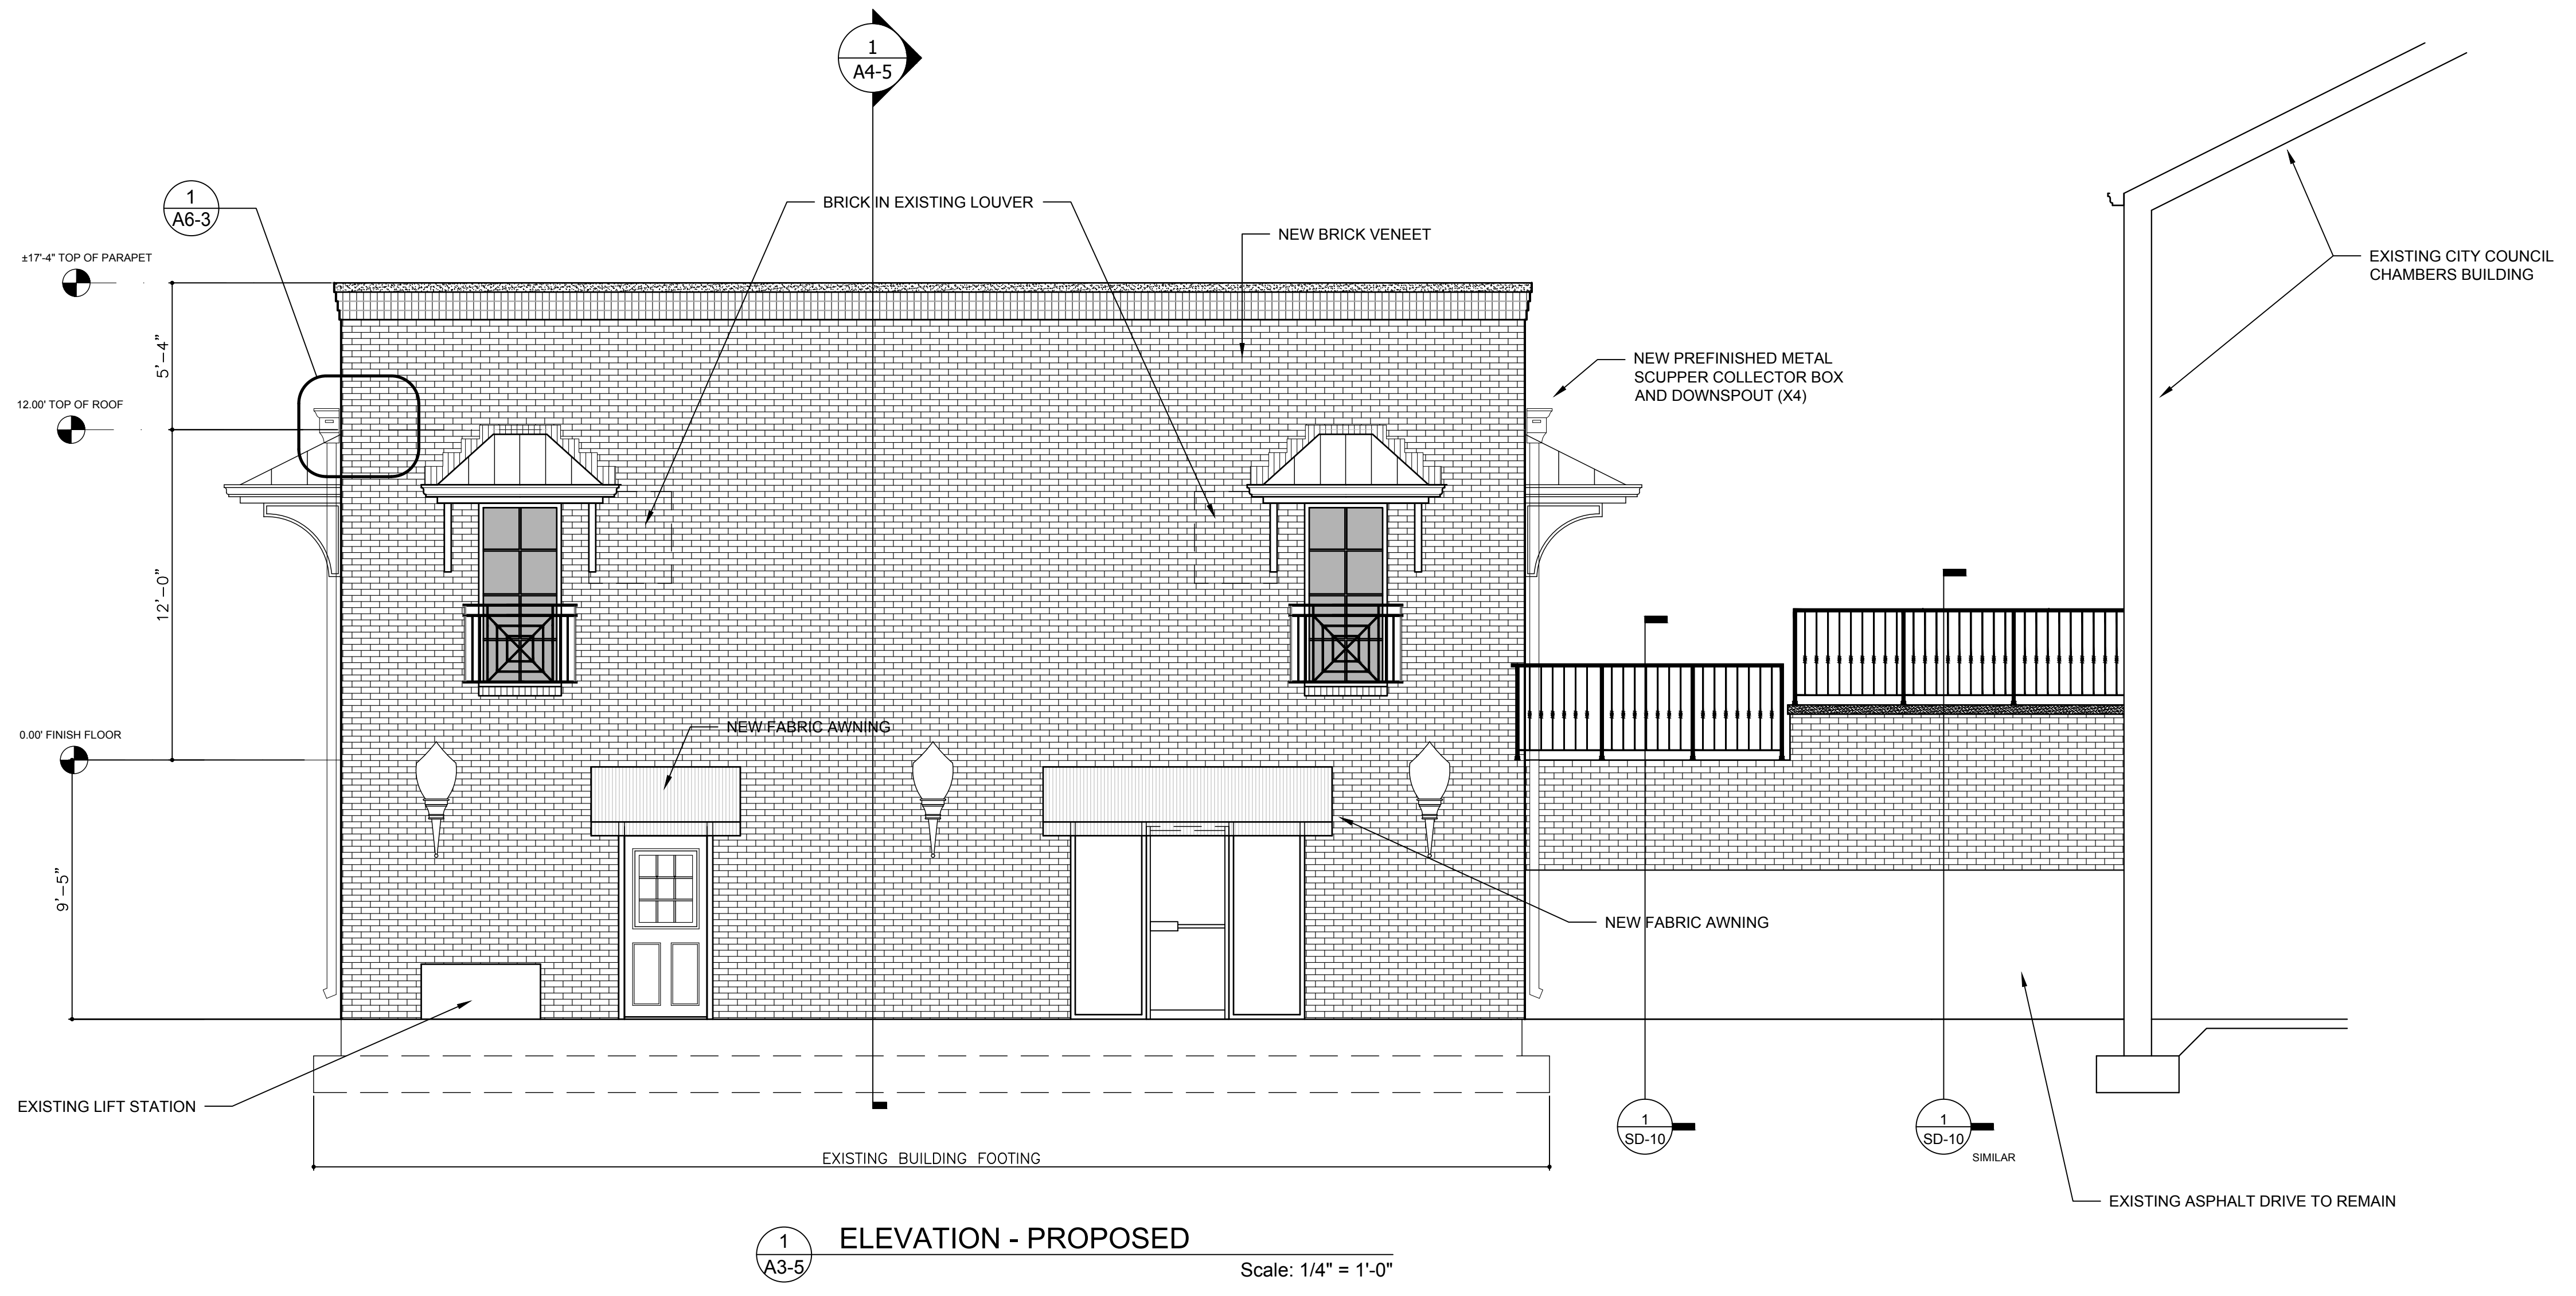 1
A4-5
1
A6-3
BRICK IN EXISTING LOUVER
NEW BRICK VENEET
±17'-4" TOP OF PARAPET
EXISTING CITY COUNCIL
CHAMBERS BUILDING
5'-4"
NEW PREFINISHED METAL
SCUPPER COLLECTOR BOX
AND DOWNSPOUT (X4)
12.00' TOP OF ROOF
12'-0"
NEW FABRIC AWNING
0.00' FINISH FLOOR
9'-5"
NEW FABRIC AWNING
EXISTING LIFT STATION
1
SD-10
1
SD-10
SIMILAR
EXISTING BUILDING FOOTING
EXISTING ASPHALT DRIVE TO REMAIN
1
A3-5
ELEVATION - PROPOSED
Scale: 1/4" = 1'-0"